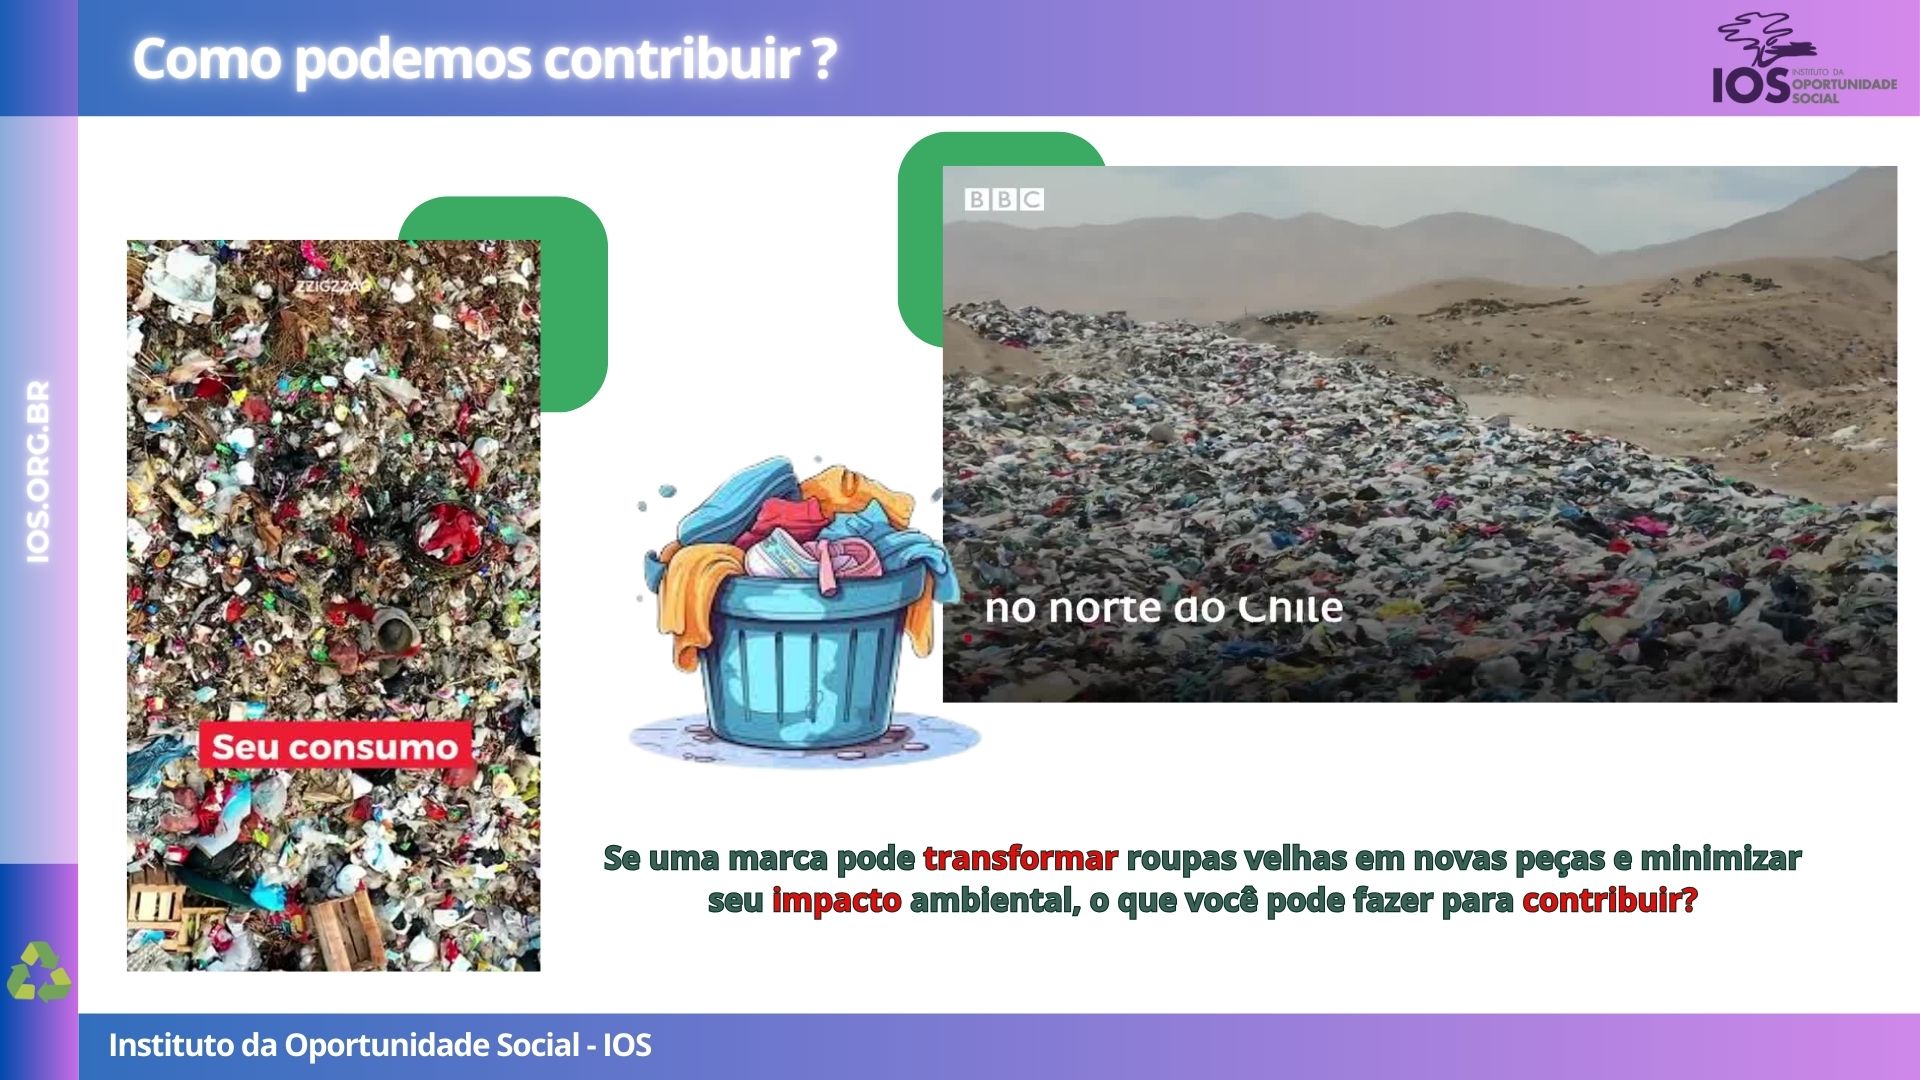 Como podemos contribuir ?
IOS INSTITUTO DA
OPORTUNIDADE
SOCIAL
IOS.ORG.BR
ZZIGZZAG
Seu consumo
BBC
no norte do Chile
Se uma marca pode transformar roupas velhas em novas peças e minimizar
seu impacto ambiental, o que você pode fazer para contribuir?
Instituto da Oportunidade Social - IOS